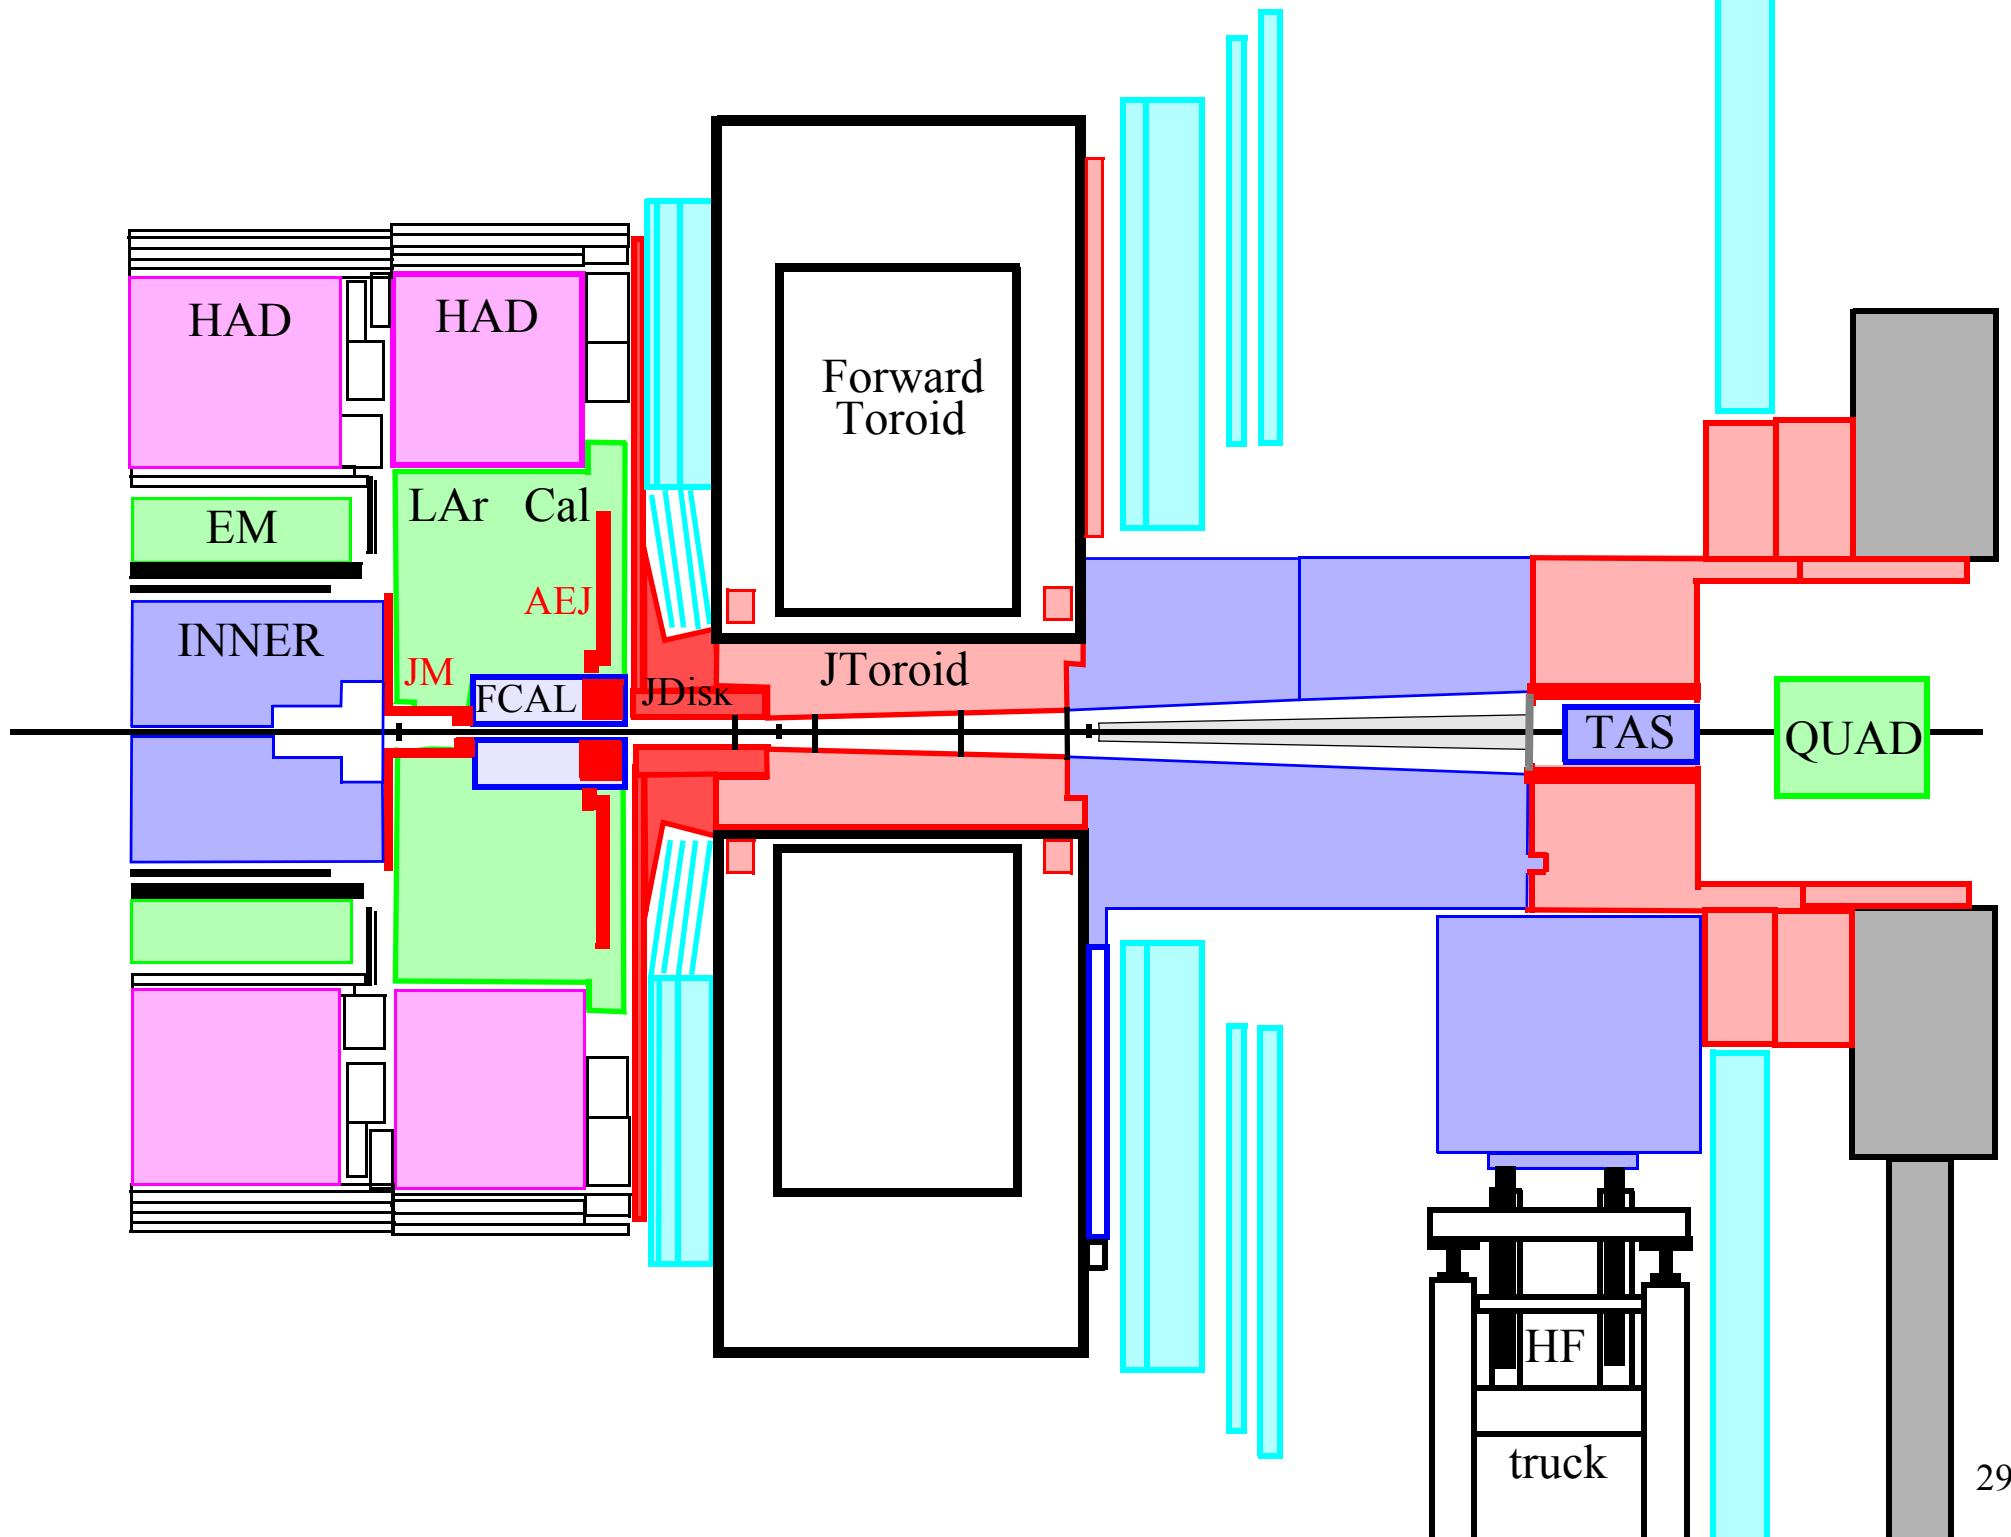 HAD
HAD
Forward
Toroid
LAr Cal
EM
AEJ
INNER
JM
FCAL
JDisk
JToroid
TAS
QUAD
HF
truck
29